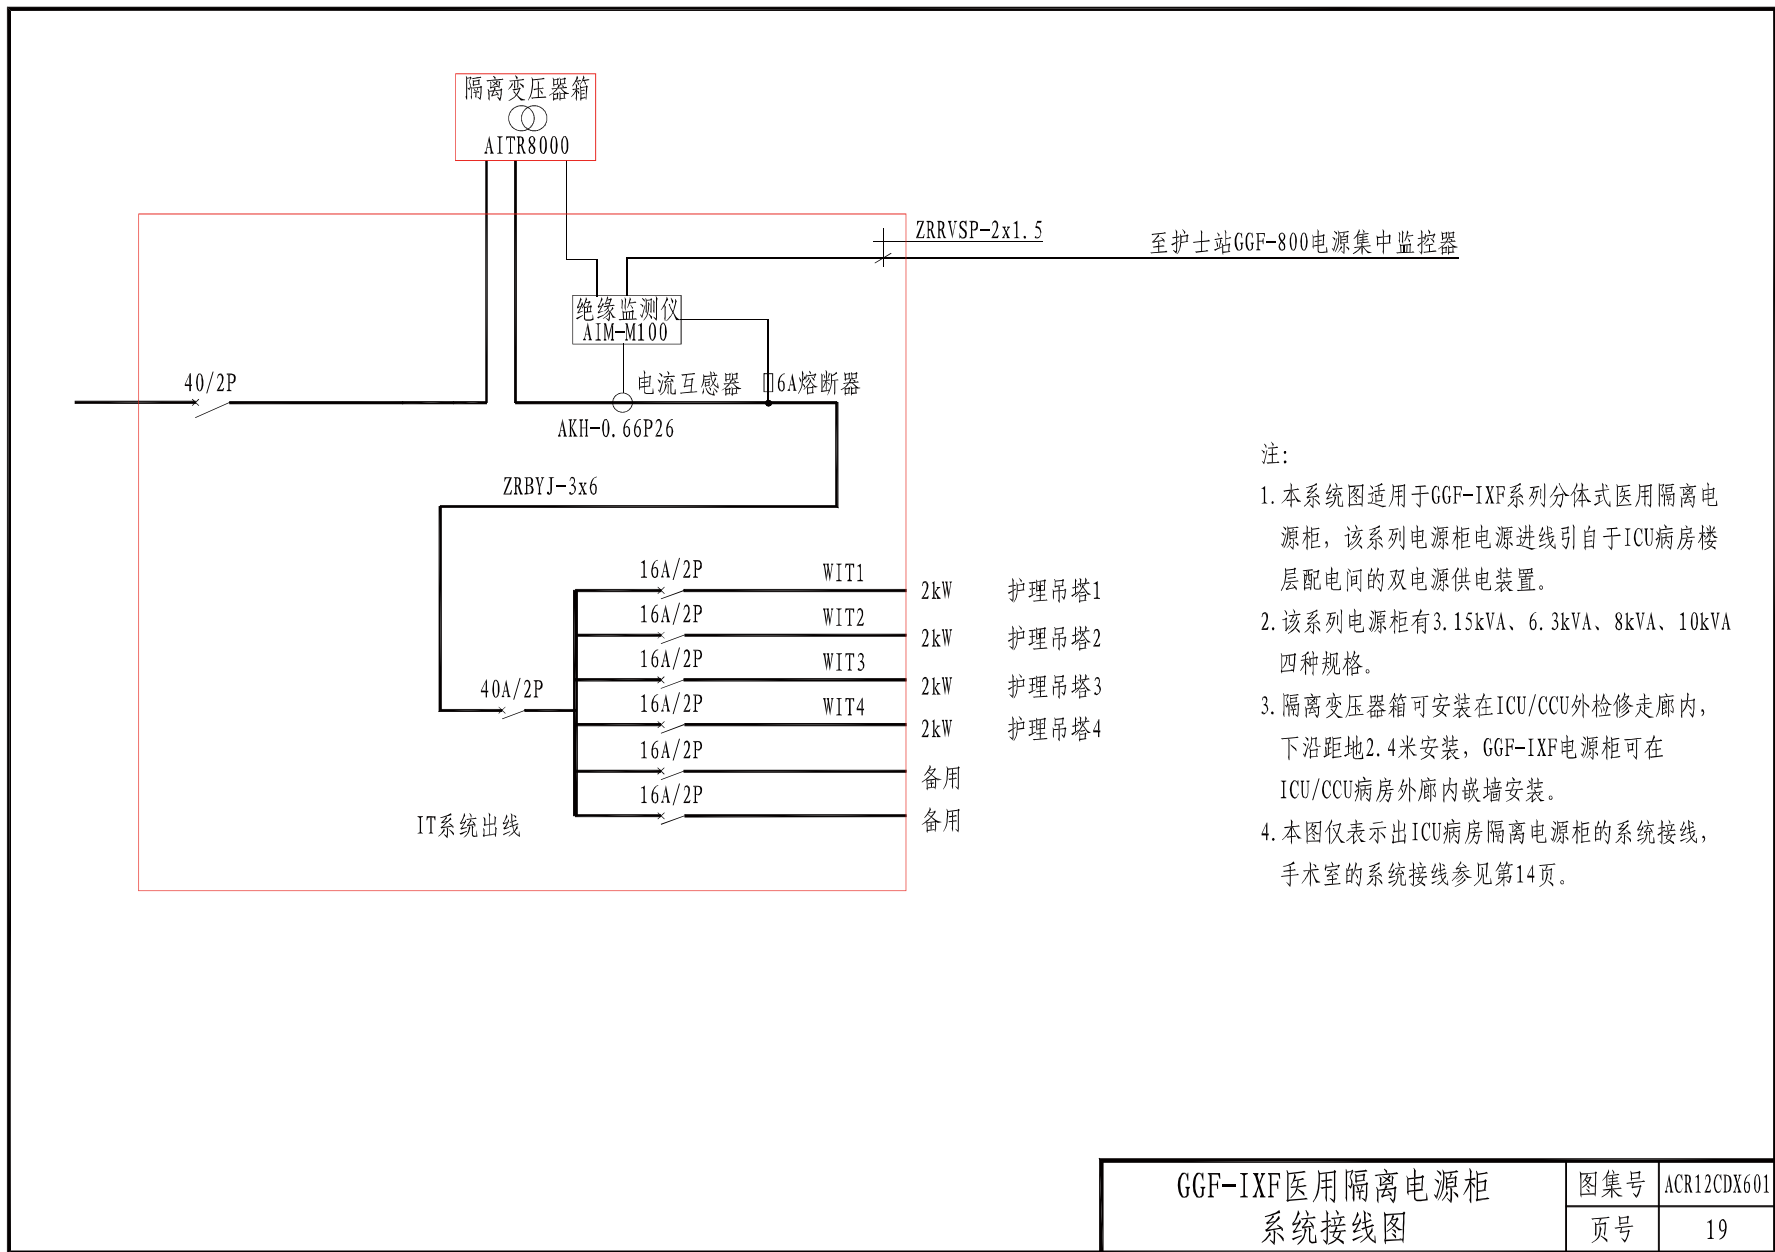 隔离变压器箱
AITR8000
ZRRVSP-2x1.5
至护士站GGF-800电源集中监控器
绝缘监测仪
AIM-M100
40/2P
电流互感器
6A熔断器
AKH-0.66P26
ZRBYJ-3x6
16A/2P WIT1 2kW 护理吊塔1
16A/2P WIT2 2kW 护理吊塔2
16A/2P WIT3 2kW 护理吊塔3
40A/2P
16A/2P WIT4 2kW 护理吊塔4
16A/2P 备用
16A/2P 备用
IT系统出线
注:
1.本系统图适用于GGF-IXF系列分体式医用隔离电
源柜，该系列电源柜电源进线引自于ICU病房楼
层配电间的双电源供电装置。
2.该系列电源柜有3.15kVA、6.3kVA、8kVA、10kVA
四种规格。
3.隔离变压器箱可安装在ICU/CCU外检修走廊内，
下沿距地2.4米安装，GGF-IXF电源柜可在
ICU/CCU病房外廊内嵌墙安装。
4.本图仅表示出ICU病房隔离电源柜的系统接线，
手术室的系统接线参见第14页。
GGF-IXF医用隔离电源柜
系统接线图
图集号 ACR12CDX601
页号 19